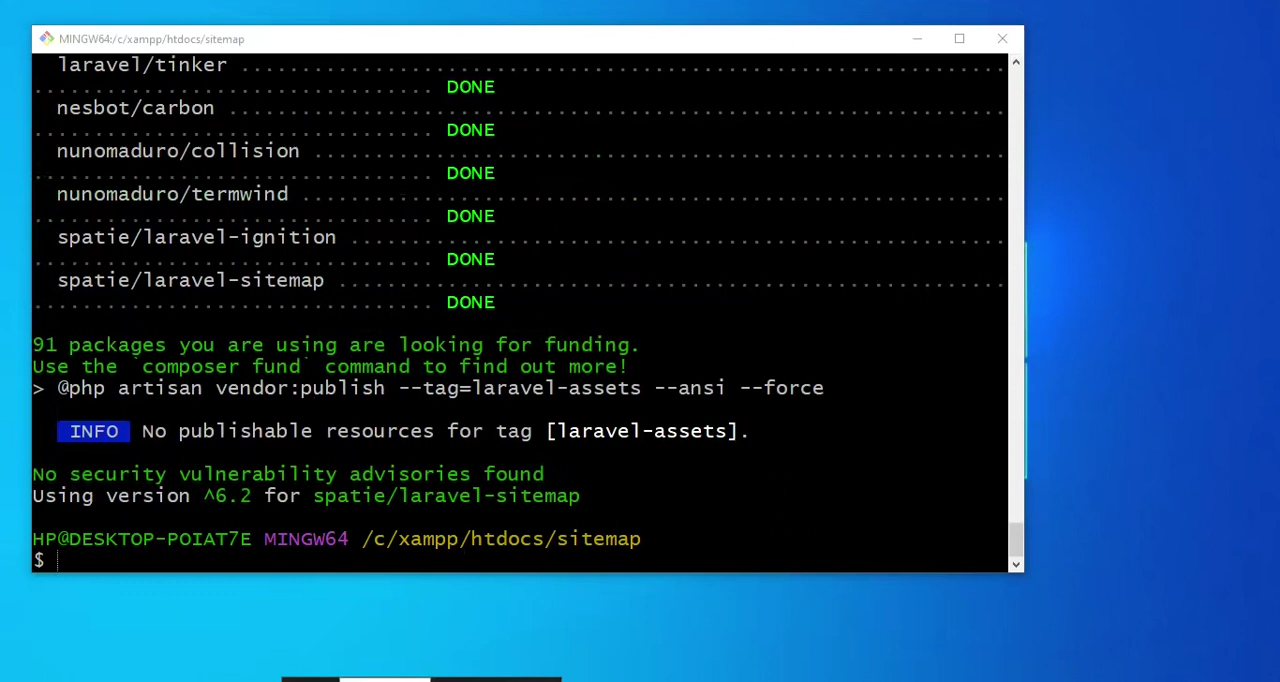 MINGW64:/c/xampp/htdocs/sitemap
laravel/tinker ................................................................
................................. DONE
nesbot/carbon .................................................................
................................. DONE
nunomaduro/collision ..........................................................
................................. DONE
nunomaduro/termwind ...........................................................
................................. DONE
spatie/laravel-ignition .......................................................
................................. DONE
spatie/laravel-sitemap ........................................................
................................. DONE
91 packages you are using are looking for funding.
Use the `composer fund` command to find out more!
> @php artisan vendor:publish --tag=laravel-assets --ansi --force
INFO No publishable resources for tag [laravel-assets].
No security vulnerability advisories found
Using version ^6.2 for spatie/laravel-sitemap
HP@DESKTOP-POIAT7E MINGW64 /c/xampp/htdocs/sitemap
$